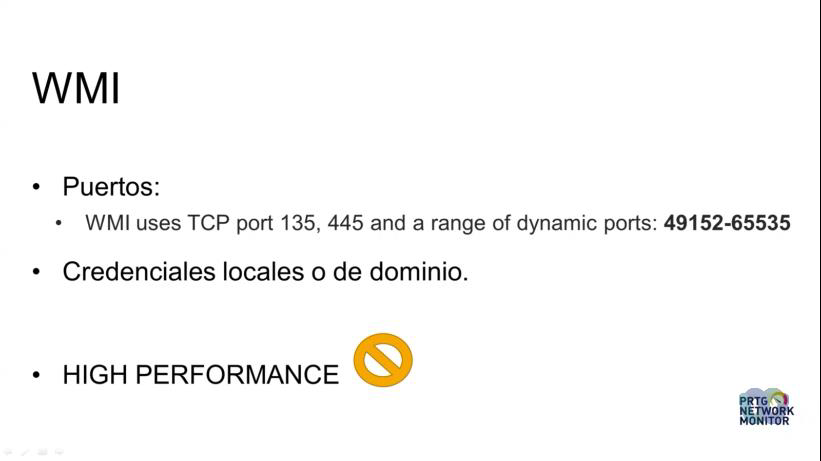 WMI
• Puertos:
• WMI uses TCP port 135, 445 and a range of dynamic ports: 49152-65535
• Credenciales locales o de dominio.
• HIGH PERFORMANCE
PRTG
NETWORK
MONITOR